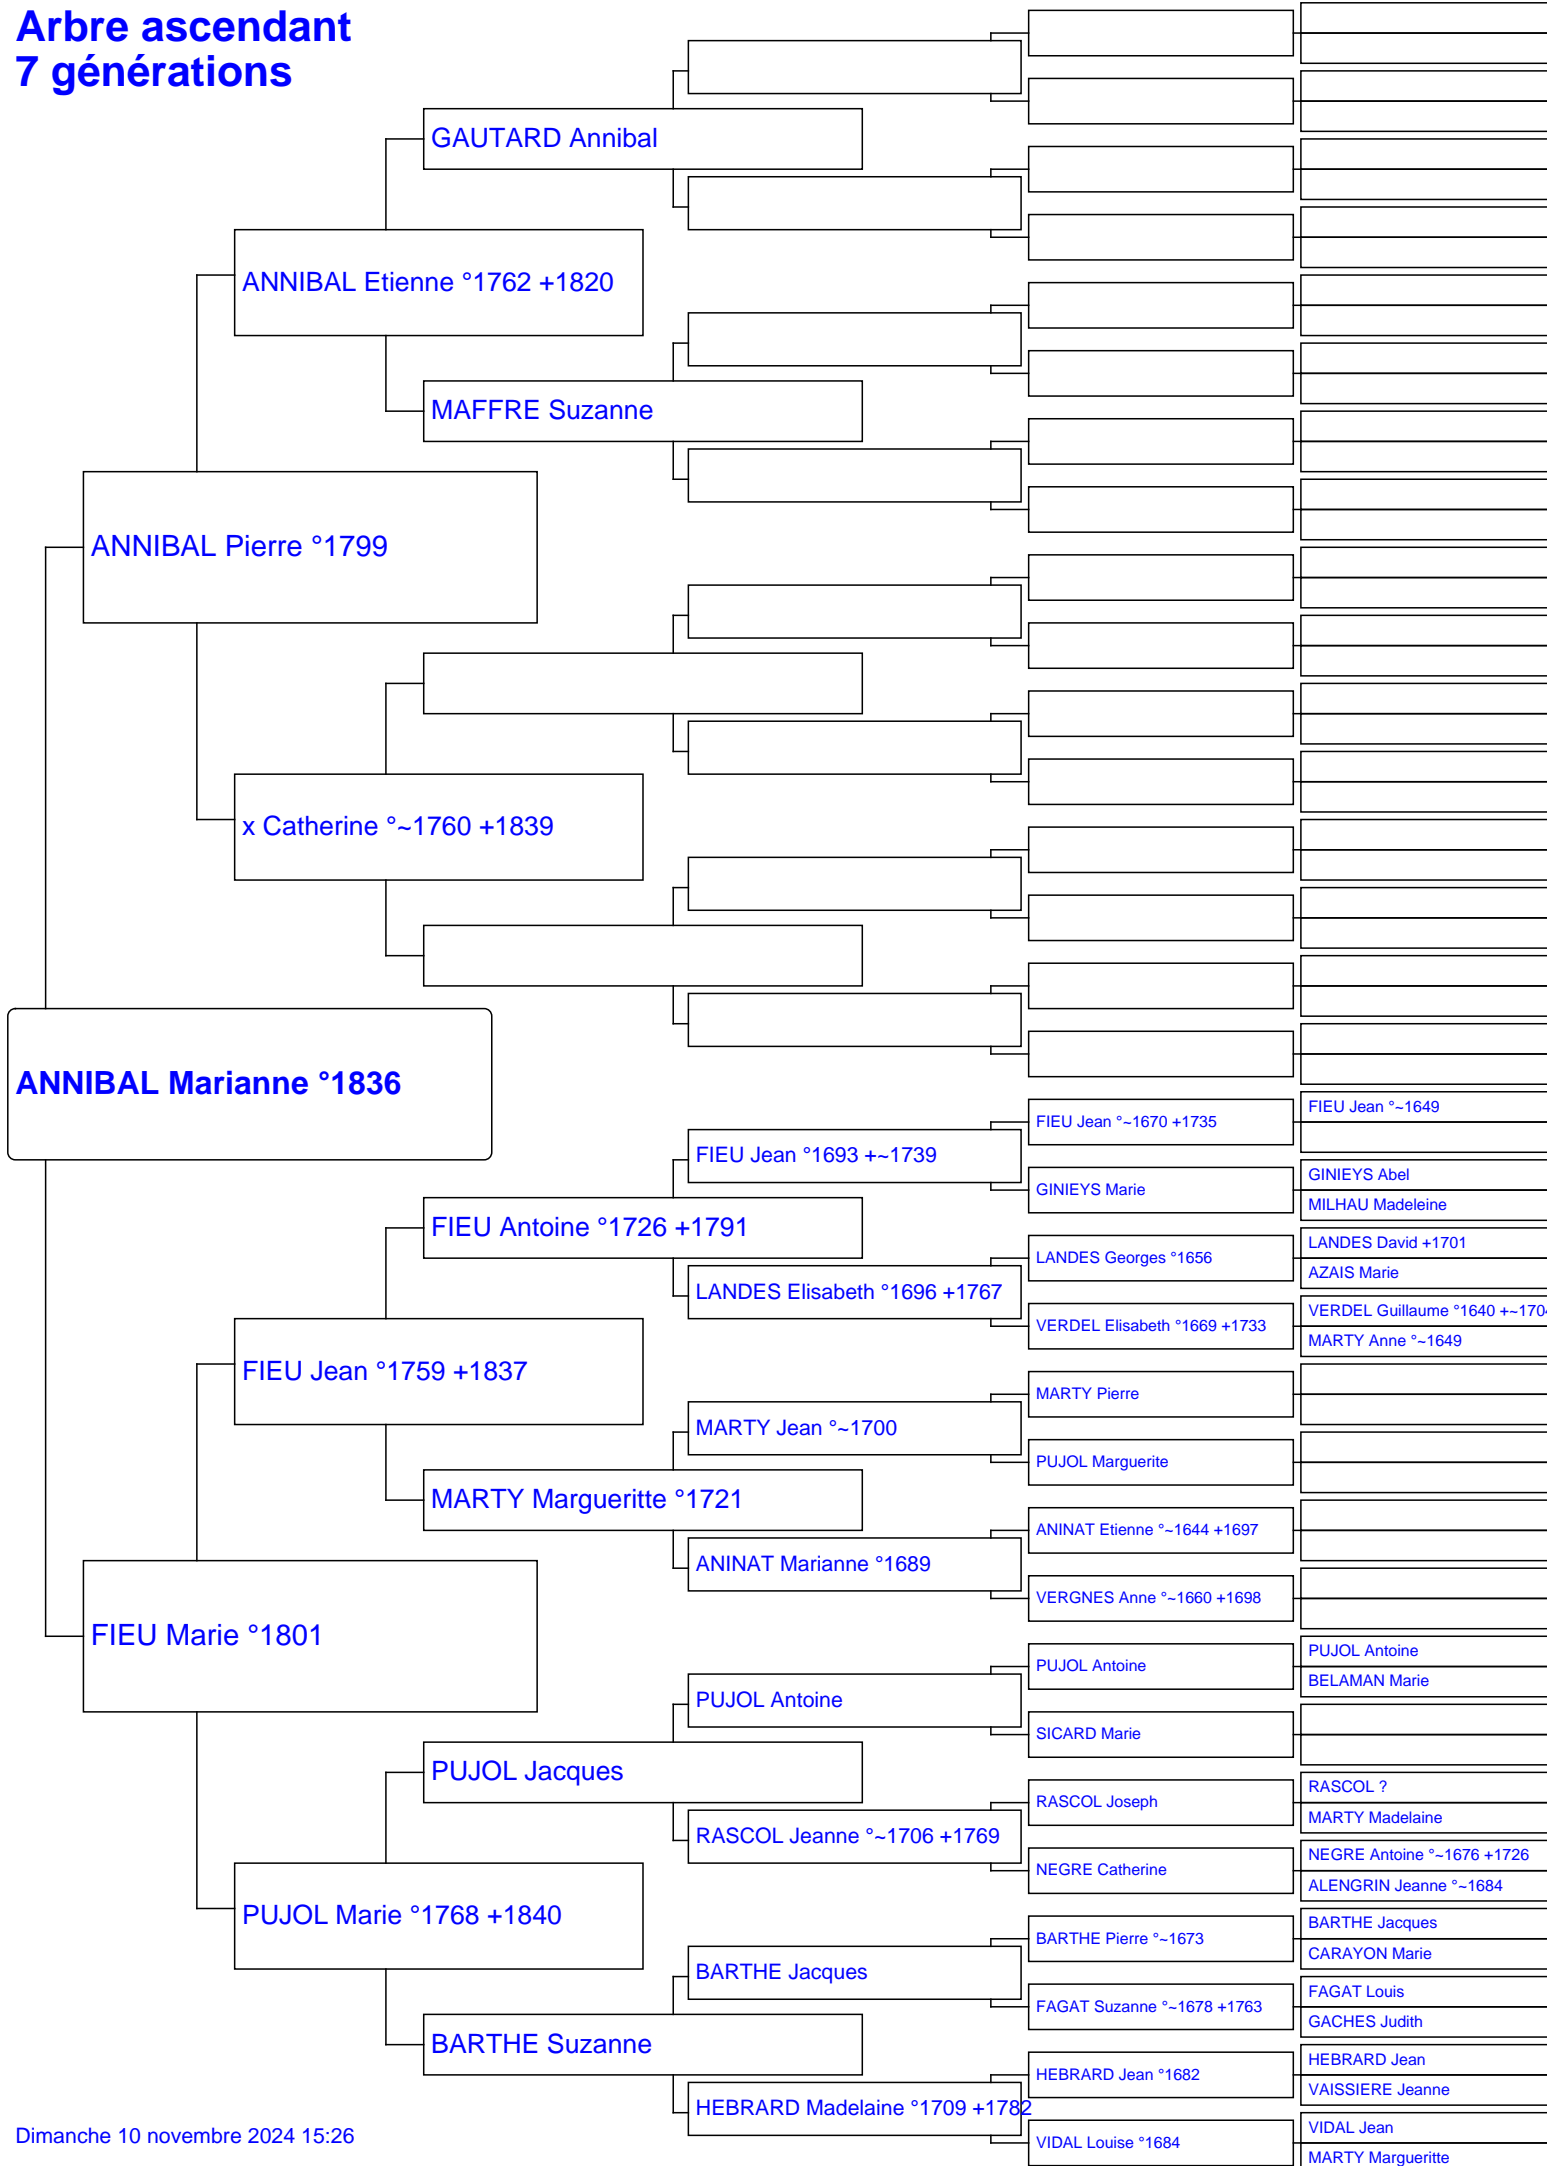 Arbre ascendant
7 générations
GAUTARD Annibal
ANNIBAL Etienne °1762 +1820
MAFFRE Suzanne
ANNIBAL Pierre °1799
x Catherine °~1760 +1839
ANNIBAL Marianne °1836
FIEU Jean °~1649
FIEU Jean °~1670 +1735
FIEU Jean °1693 +~1739
GINIEYS Abel
GINIEYS Marie
MILHAU Madeleine
FIEU Antoine °1726 +1791
LANDES David +1701
LANDES Georges °1656
AZAIS Marie
LANDES Elisabeth °1696 +1767
VERDEL Guillaume °1640 +~1704
VERDEL Elisabeth °1669 +1733
MARTY Anne °~1649
FIEU Jean °1759 +1837
MARTY Pierre
MARTY Jean °~1700
PUJOL Marguerite
MARTY Margueritte °1721
ANINAT Etienne °~1644 +1697
ANINAT Marianne °1689
VERGNES Anne °~1660 +1698
FIEU Marie °1801
PUJOL Antoine
PUJOL Antoine
BELAMAN Marie
PUJOL Antoine
SICARD Marie
PUJOL Jacques
RASCOL ?
RASCOL Joseph
MARTY Madelaine
RASCOL Jeanne °~1706 +1769
NEGRE Antoine °~1676 +1726
NEGRE Catherine
ALENGRIN Jeanne °~1684
PUJOL Marie °1768 +1840
BARTHE Jacques
BARTHE Pierre °~1673
CARAYON Marie
BARTHE Jacques
FAGAT Louis
FAGAT Suzanne °~1678 +1763
GACHES Judith
BARTHE Suzanne
HEBRARD Jean
HEBRARD Jean °1682
VAISSIERE Jeanne
HEBRARD Madelaine °1709 +1782
VIDAL Jean
VIDAL Louise °1684
MARTY Margueritte
Dimanche 10 novembre 2024 15:26